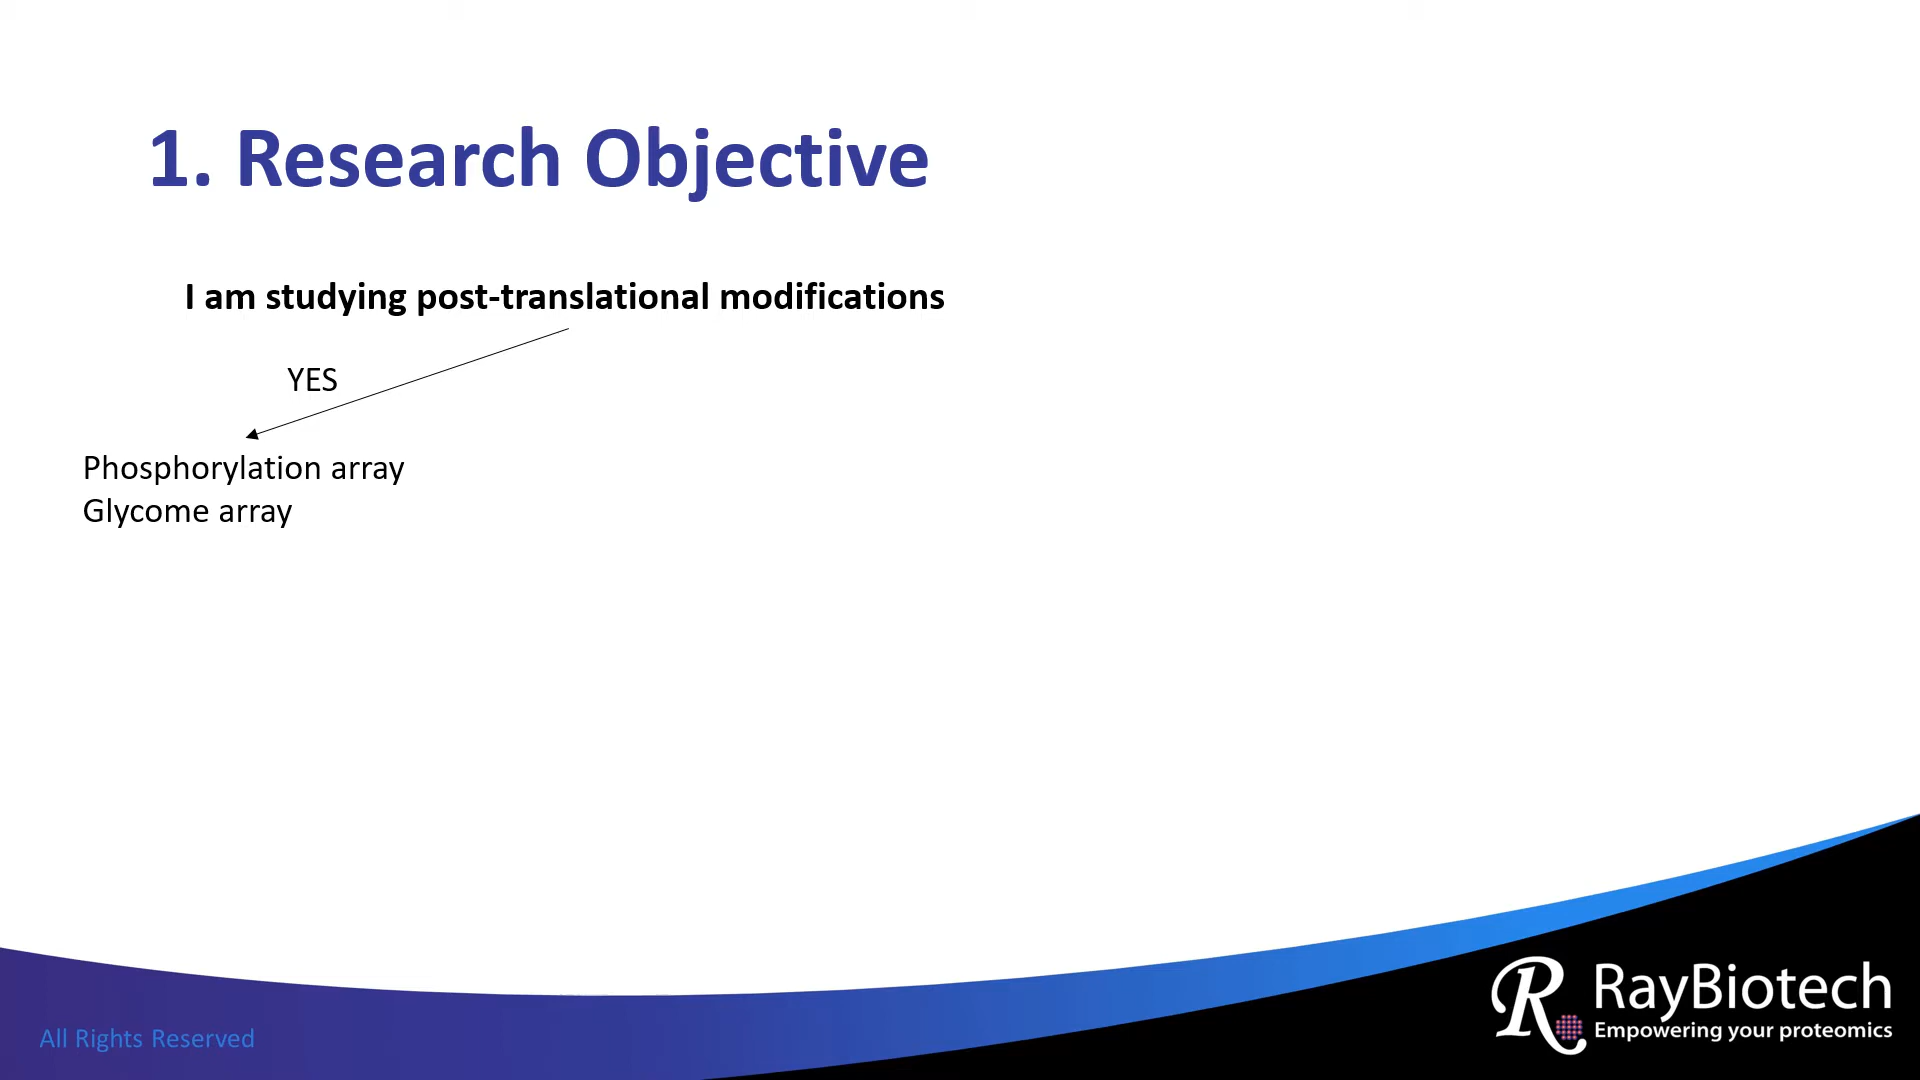 1. Research Objective
I am studying post-translational modifications
YES
Phosphorylation array
Glycome array
All Rights Reserved
R
RayBiotech
Empowering your proteomics